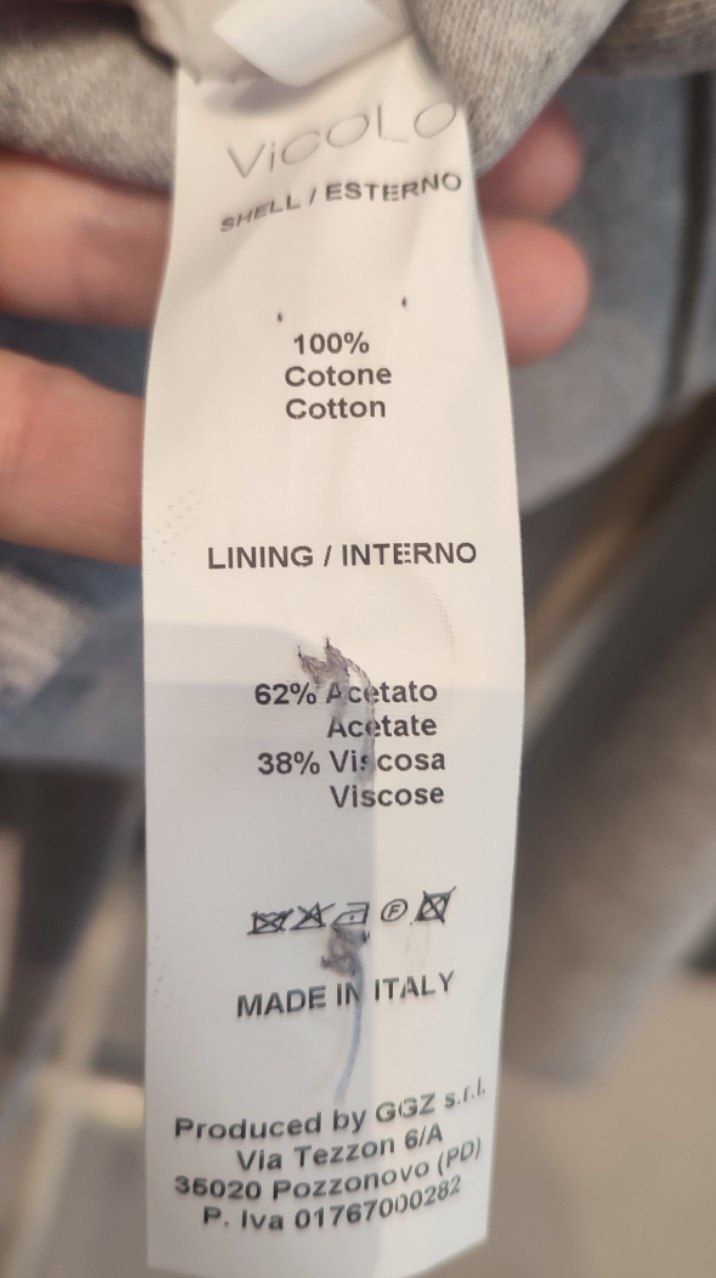 ViCOLO
SHELL / ESTERNO
100%
Cotone
Cotton
LINING / INTERNO
62% Acetato
Acetate
38% Viscosa
Viscose
F
MADE IN ITALY
Produced by GGZ s.r.l.
Via Tezzon 6/A
35020 Pozzonovo (PD)
P. Iva 01767000282